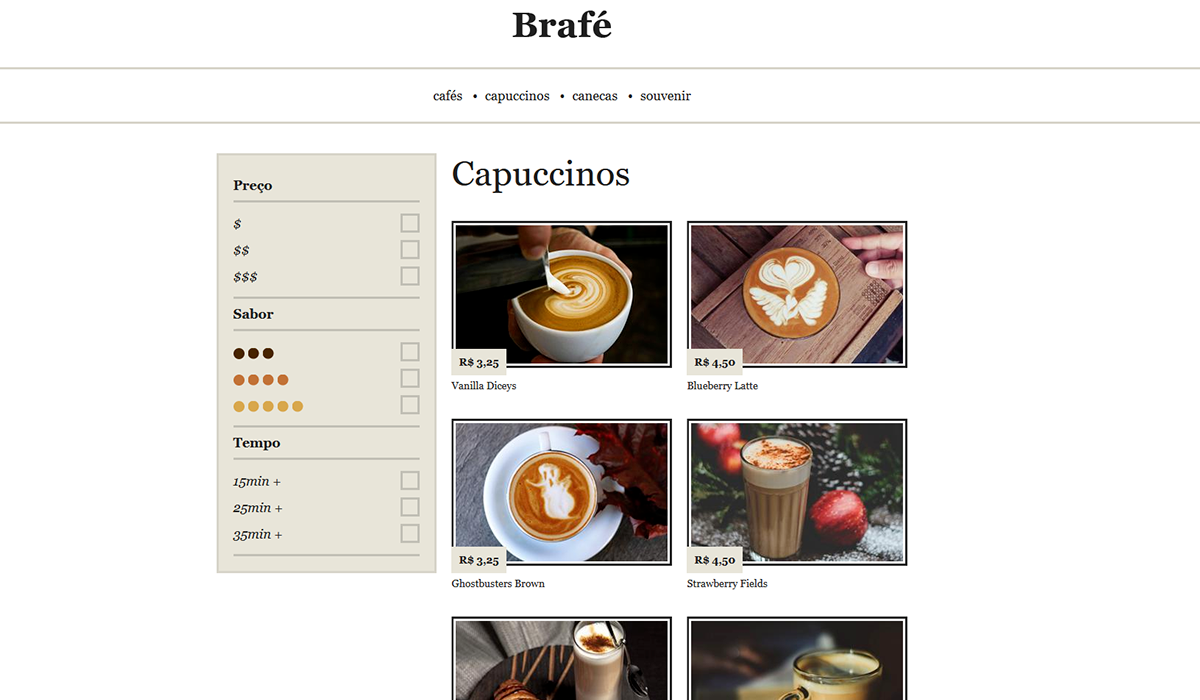 Brafé
cafés • capuccinos • canecas • souvenir
Preço
$
$$
$$$
Sabor
Tempo
15min +
25min +
35min +
Capuccinos
R$ 3,25
Vanilla Diceys
R$ 4,50
Blueberry Latte
R$ 3,25
Ghostbusters Brown
R$ 4,50
Strawberry Fields